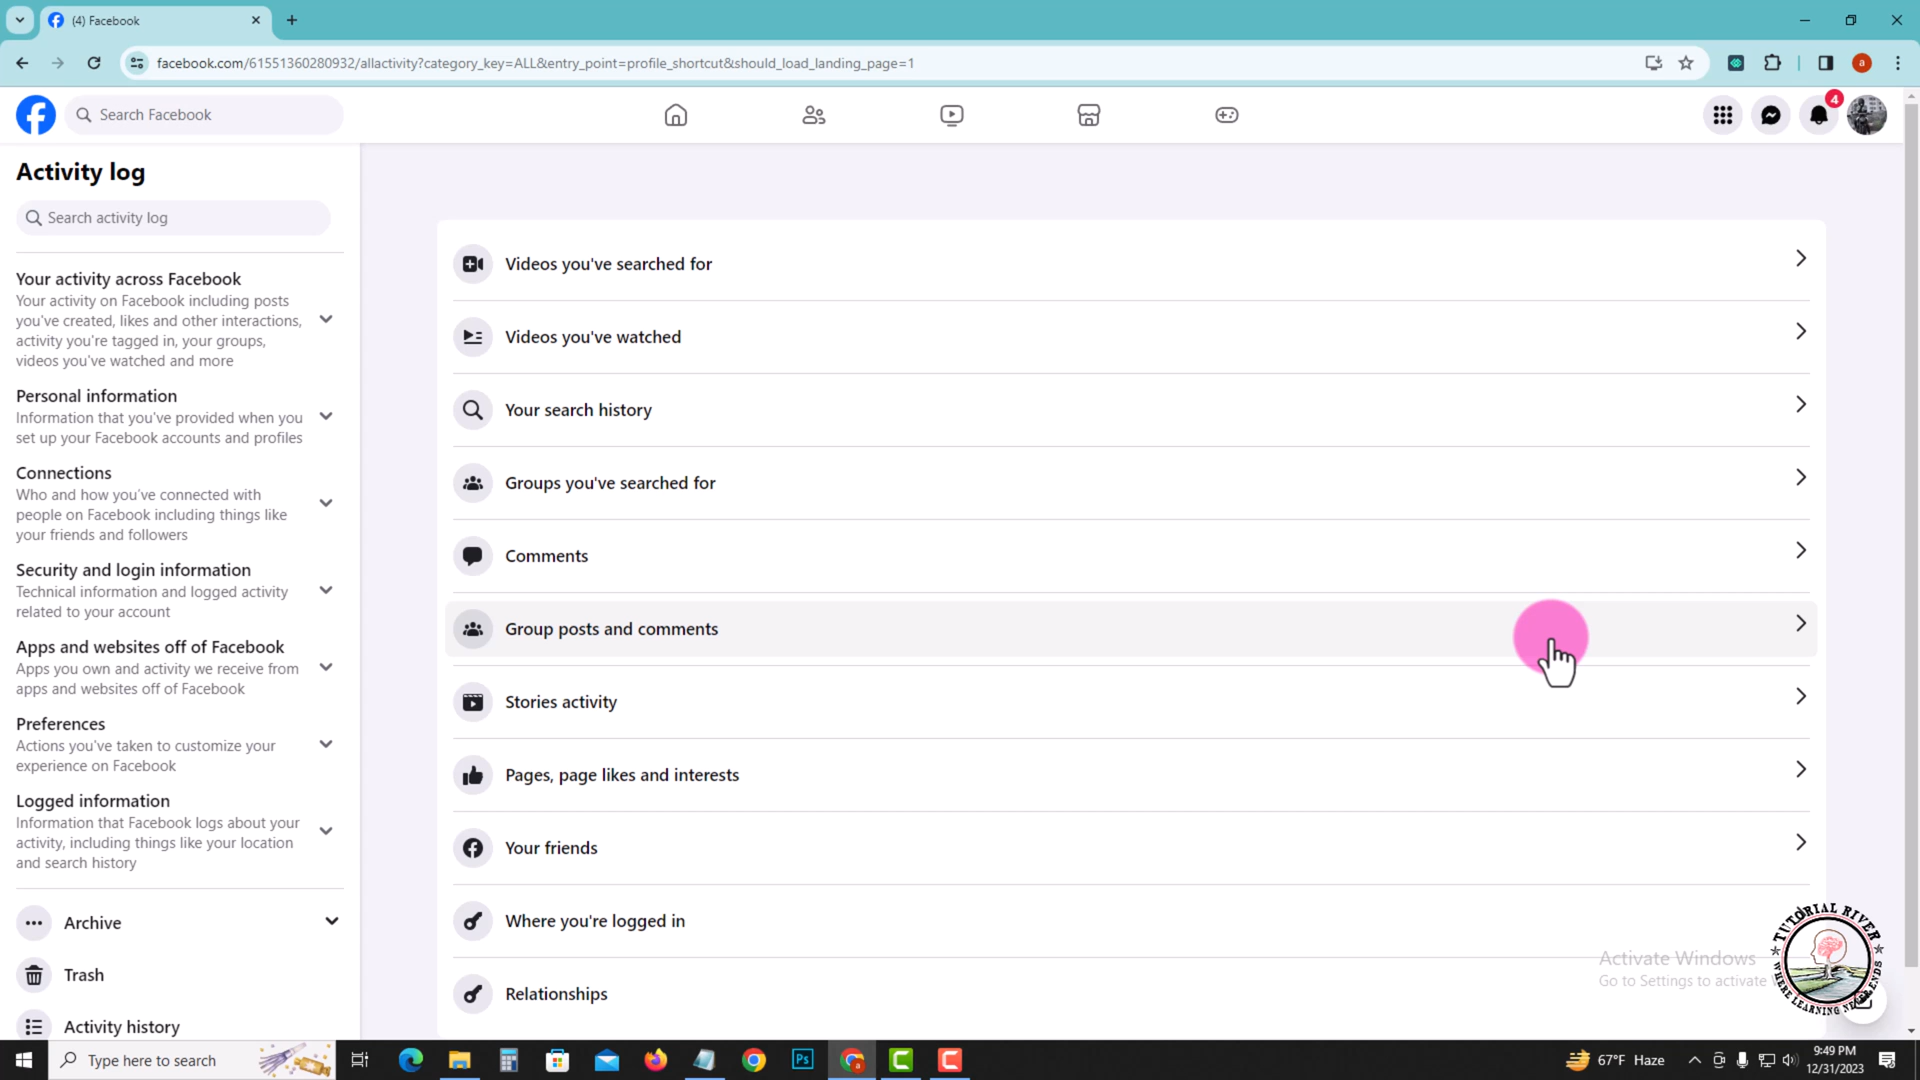 (4) Facebook
facebook.com/61551360280932/allactivity?category_key=ALL&entry_point=profile_shortcut&should_load_landing_page=1
a
Search Facebook
4
Activity log
Search activity log
Your activity across Facebook
Your activity on Facebook including posts
you've created, likes and other interactions,
activity you're tagged in, your groups,
videos you've watched and more
Personal information
Information that you've provided when you
set up your Facebook accounts and profiles
Connections
Who and how you've connected with
people on Facebook including things like
your friends and followers
Security and login information
Technical information and logged activity
related to your account
Apps and websites off of Facebook
Apps you own and activity we receive from
apps and websites off of Facebook
Preferences
Actions you've taken to customize your
experience on Facebook
Logged information
Information that Facebook logs about your
activity, including things like your location
and search history
Archive
Trash
Activity history
Videos you've searched for
Videos you've watched
Your search history
Groups you've searched for
Comments
Group posts and comments
Stories activity
Pages, page likes and interests
Your friends
Where you're logged in
Relationships
Activate Windows
Go to Settings to activate
TUTORIAL RIVER
WHERE LEARNING NEVER ENDS
Type here to search
Ps
a
67°F Haze
9:49 PM
12/31/2023